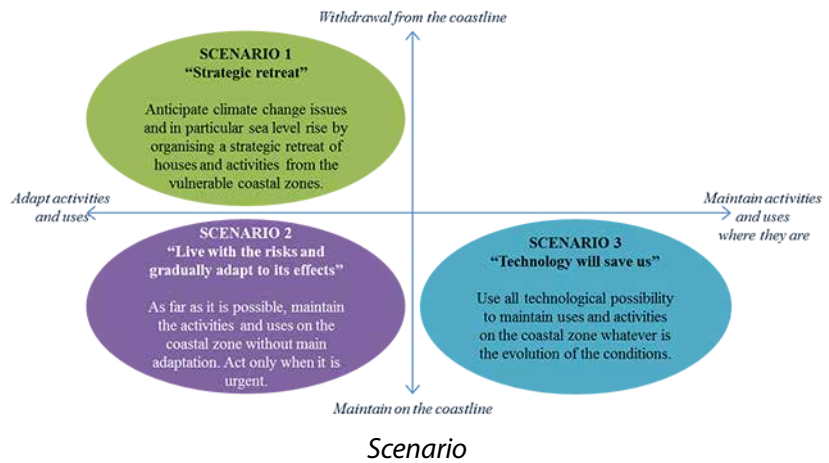 Withdrawal from the coastline
SCENARIO 1
“Strategic retreat”
Anticipate climate change issues
and in particular sea level rise by
organising a strategic retreat of
houses and activities from the
vulnerable coastal zones.
Adapt activities
and uses
Maintain activities
and uses
where they are
SCENARIO 2
“Live with the risks and
gradually adapt to its effects”
As far as it is possible, maintain
the activities and uses on the
coastal zone without main
adaptation. Act only when it is
urgent.
SCENARIO 3
“Technology will save us”
Use all technological possibility
to maintain uses and activities
on the coastal zone whatever is
the evolution of the conditions.
Maintain on the coastline
Scenario